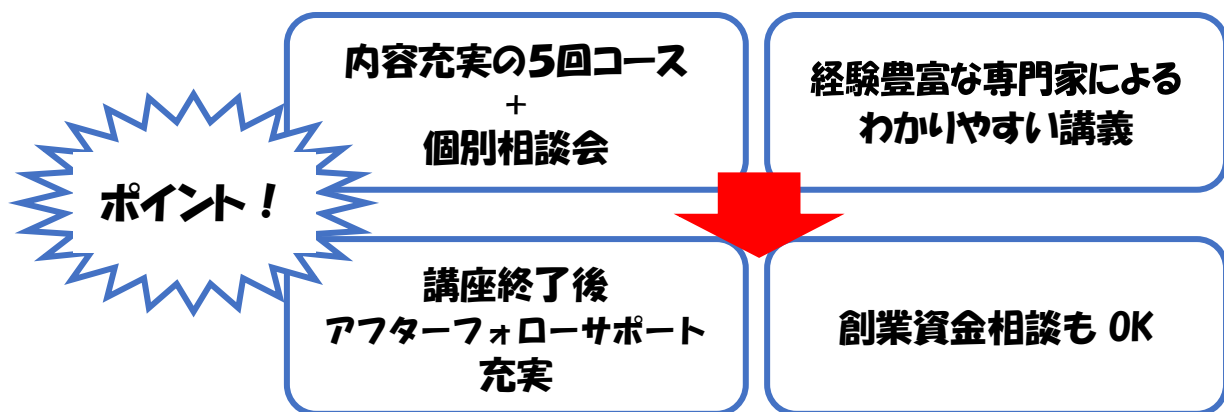 内容充実の5回コース
+
個別相談会
経験豊富な専門家による
わかりやすい講義
ポイント！
講座終了後
アフターフォローサポート
充実
創業資金相談も OK